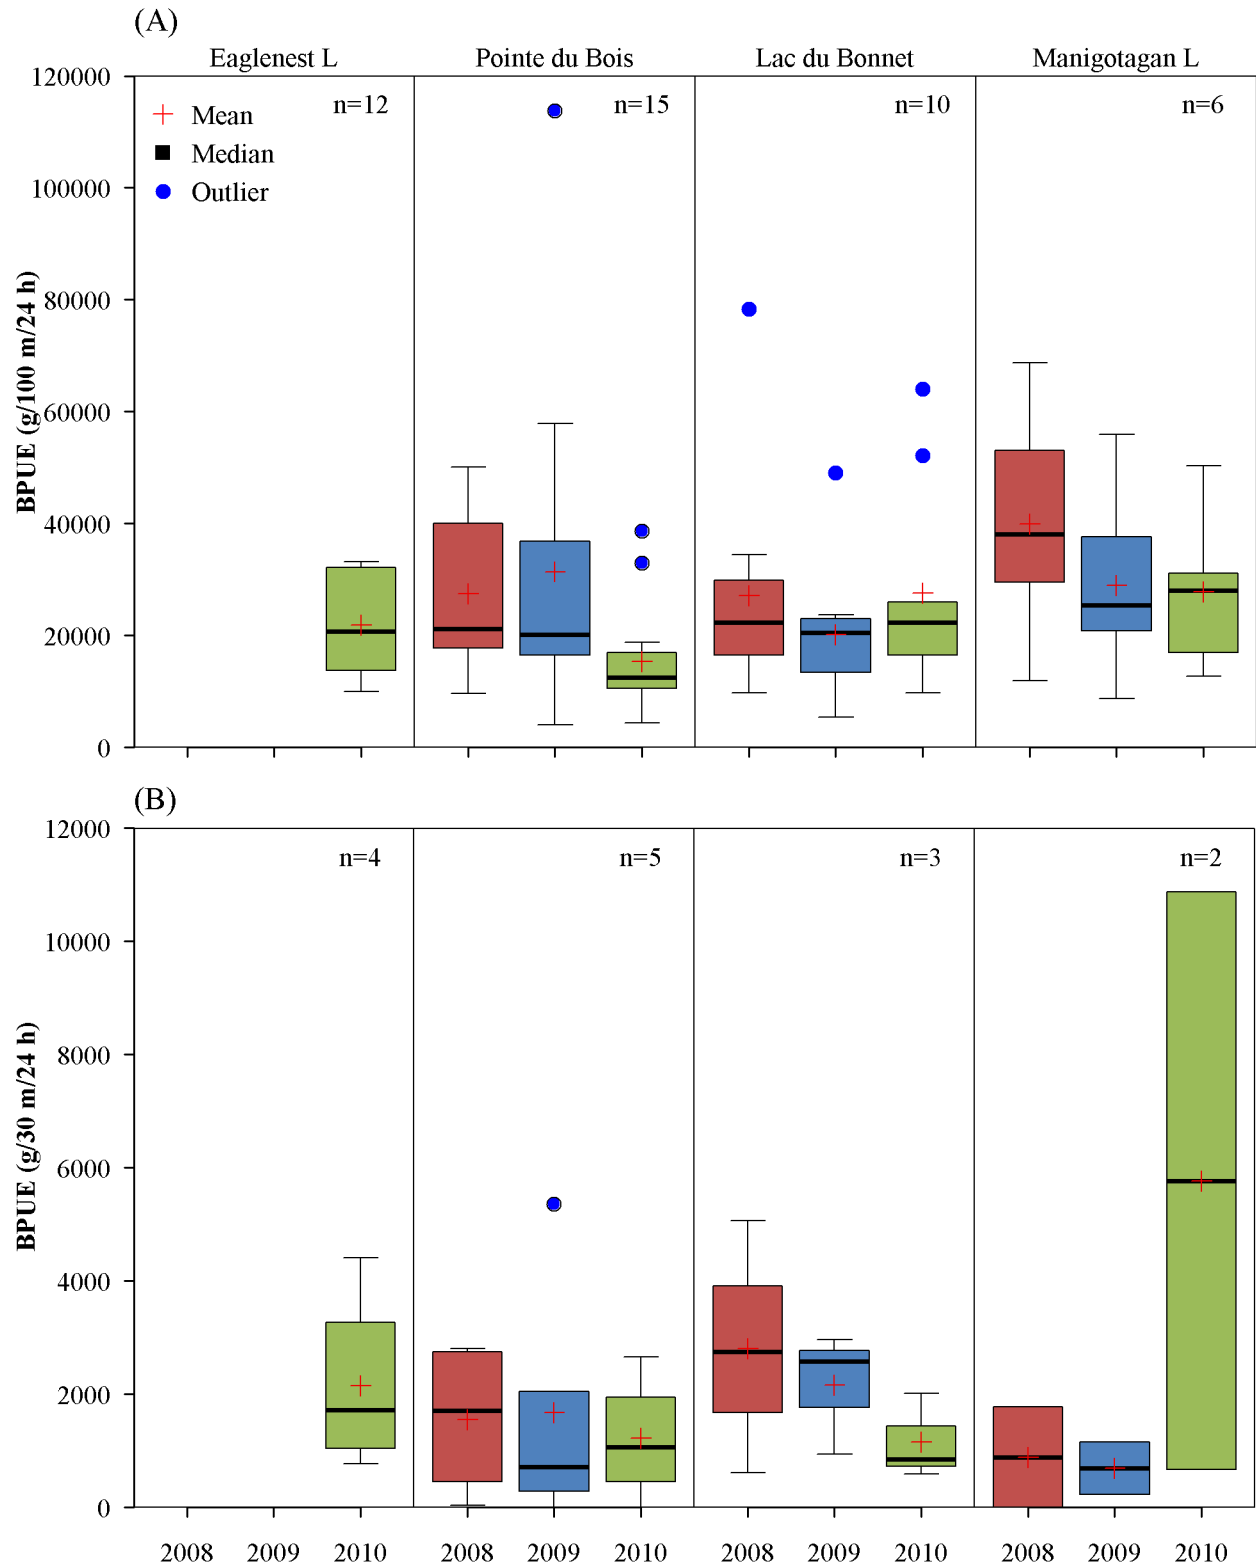 (A)
Eaglenest L Pointe du Bois Lac du Bonnet Manigotagan L
120000
n=12 n=15 n=10 n=6
Mean
Median
Outlier
100000
80000
60000
40000
20000
0
BPUE (g/100 m/24 h)
(B)
12000
n=4 n=5 n=3 n=2
10000
8000
6000
4000
2000
0
BPUE (g/30 m/24 h)
2008 2009 2010 2008 2009 2010 2008 2009 2010 2008 2009 2010